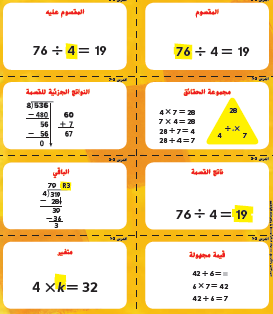 المقسوم عليه
76 ÷ 4 = 19
المقسوم
76 ÷ 4 = 19
النواتج الجزئية للقسمة
8)536
− 480
56
− 56
0
60
+ 7
67
مجموعة الحقائق
4 × 7 = 28
7 × 4 = 28
28 ÷ 7 = 4
28 ÷ 4 = 7
28
÷ , ×
4 7
الباقي
79 R3
4)319
− 28
39
− 36
3
ناتج القسمة
76 ÷ 4 = 19
متغير
4 × k = 32
قيمة مجهولة
42 ÷ 6 =
6 × 7 = 42
42 ÷ 6 = 7